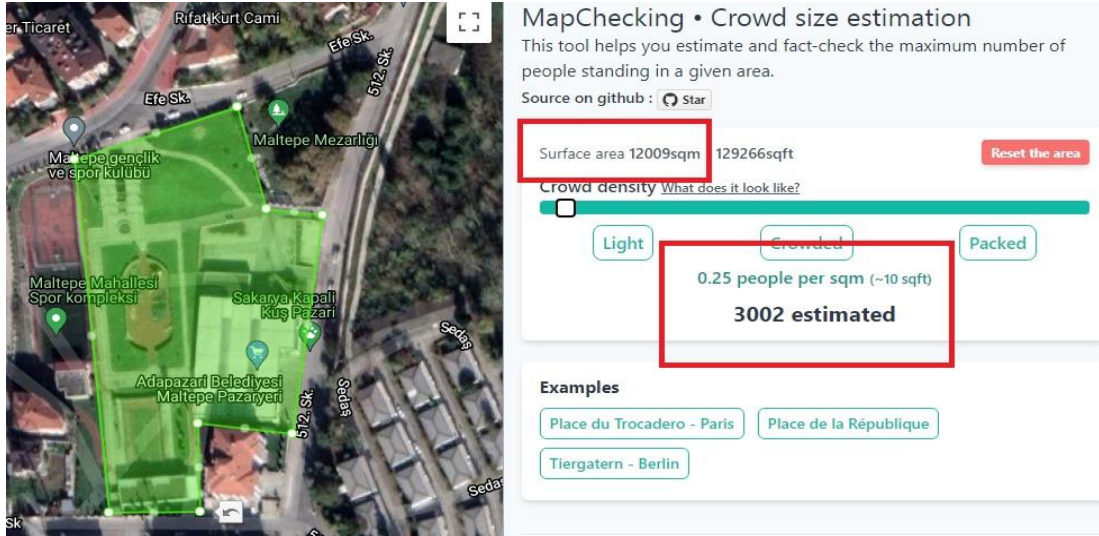 er Ticaret
Rıfat Kurt Cami
Efe Sk.
512. Sk.
Efe Sk.
Maltepe Mezarlığı
Maltepe gençlik
ve spor kulübü
Maltepe Mahallesi
Spor kompleksi
Sakarya Kapalı
Kuş Pazarı
Sedaş
Adapazarı Belediyesi
Maltepe Pazaryeri
512. Sk.
Sedaş
Sedaş
Sk
MapChecking • Crowd size estimation
This tool helps you estimate and fact-check the maximum number of
people standing in a given area.
Source on github : Star
Surface area 12009sqm 129266sqft
Reset the area
Crowd density What does it look like?
Light
Crowded
Packed
0.25 people per sqm (~10 sqft)
3002 estimated
Examples
Place du Trocadero - Paris
Place de la République
Tiergatern - Berlin